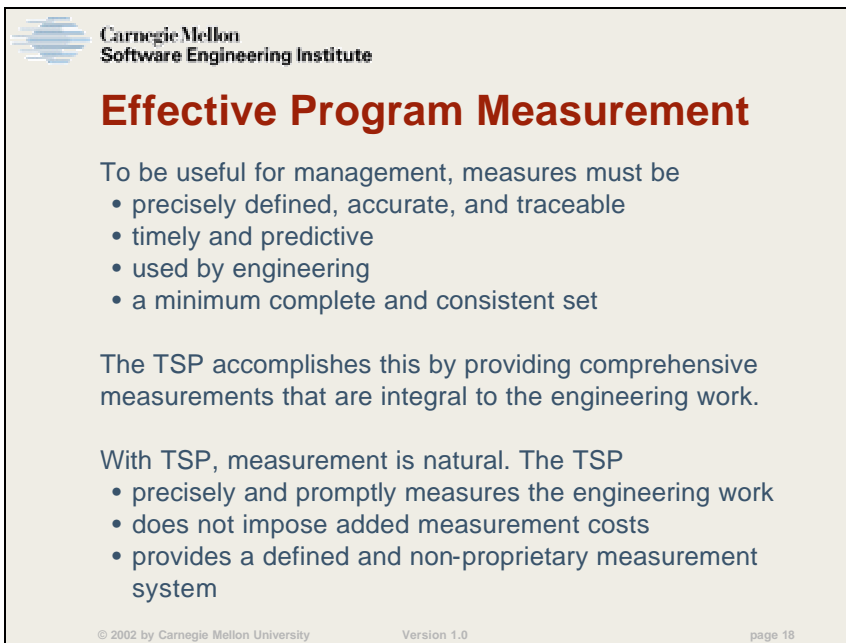 Carnegie Mellon
Software Engineering Institute
Effective Program Measurement
To be useful for management, measures must be
• precisely defined, accurate, and traceable
• timely and predictive
• used by engineering
• a minimum complete and consistent set
The TSP accomplishes this by providing comprehensive
measurements that are integral to the engineering work.
With TSP, measurement is natural. The TSP
• precisely and promptly measures the engineering work
• does not impose added measurement costs
• provides a defined and non-proprietary measurement
system
© 2002 by Carnegie Mellon University Version 1.0 page 18